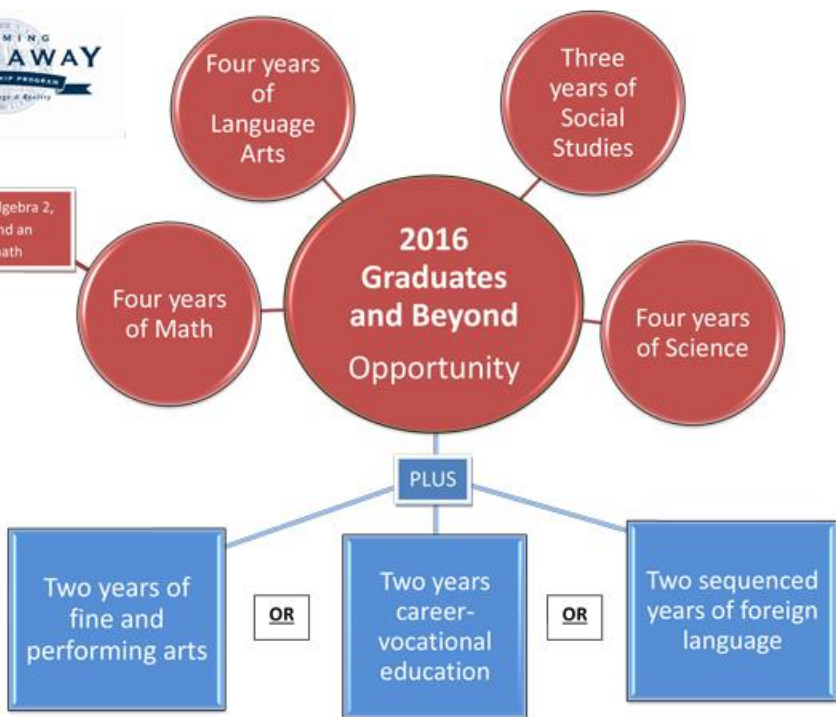 AWAY
Four years
of
Language
Arts
Three
years of
Social
Studies
2,
math
Four years
of Math
2016
Graduates
and Beyond
Opportunity
Four years
of Science
PLUS
Two years of
fine and
performing arts
OR
Two years
career-
vocational
education
OR
Two sequenced
years of foreign
language